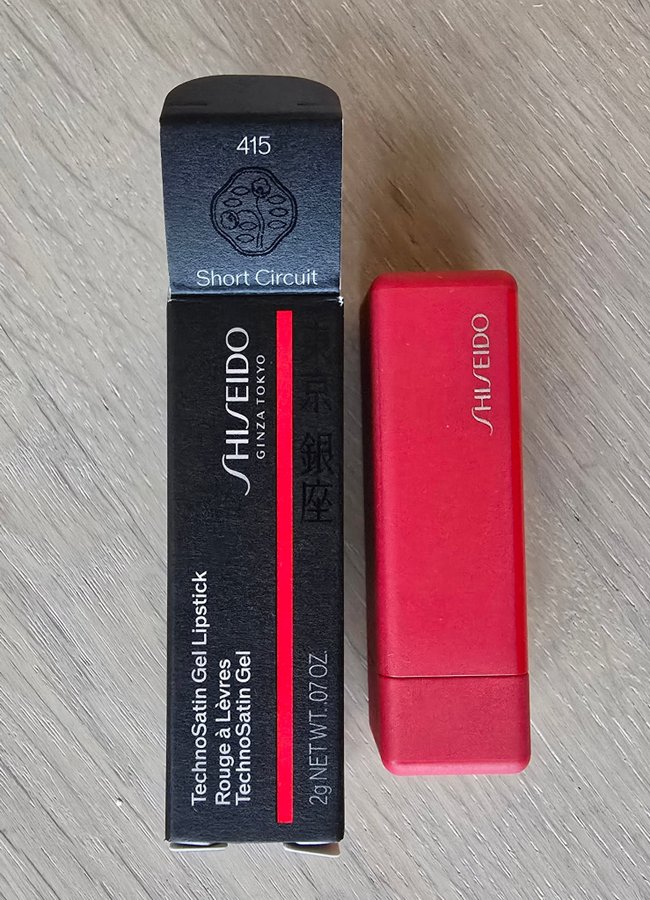 415
Short Circuit
SHISEIDO
GINZA TOKYO
東京 銀座
TechnoSatin Gel Lipstick
Rouge à Lèvres
TechnoSatin Gel
2g NET WT. .07 OZ.
SHISEIDO